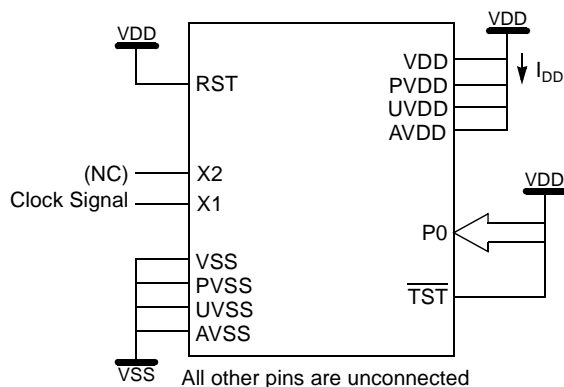 VDD
VDD
VDD
RST
PVDD
UVDD
AVDD
IDD
(NC)
X2
Clock Signal
X1
VDD
P0
VSS
PVSS
UVSS
AVSS
TST
VSS
All other pins are unconnected